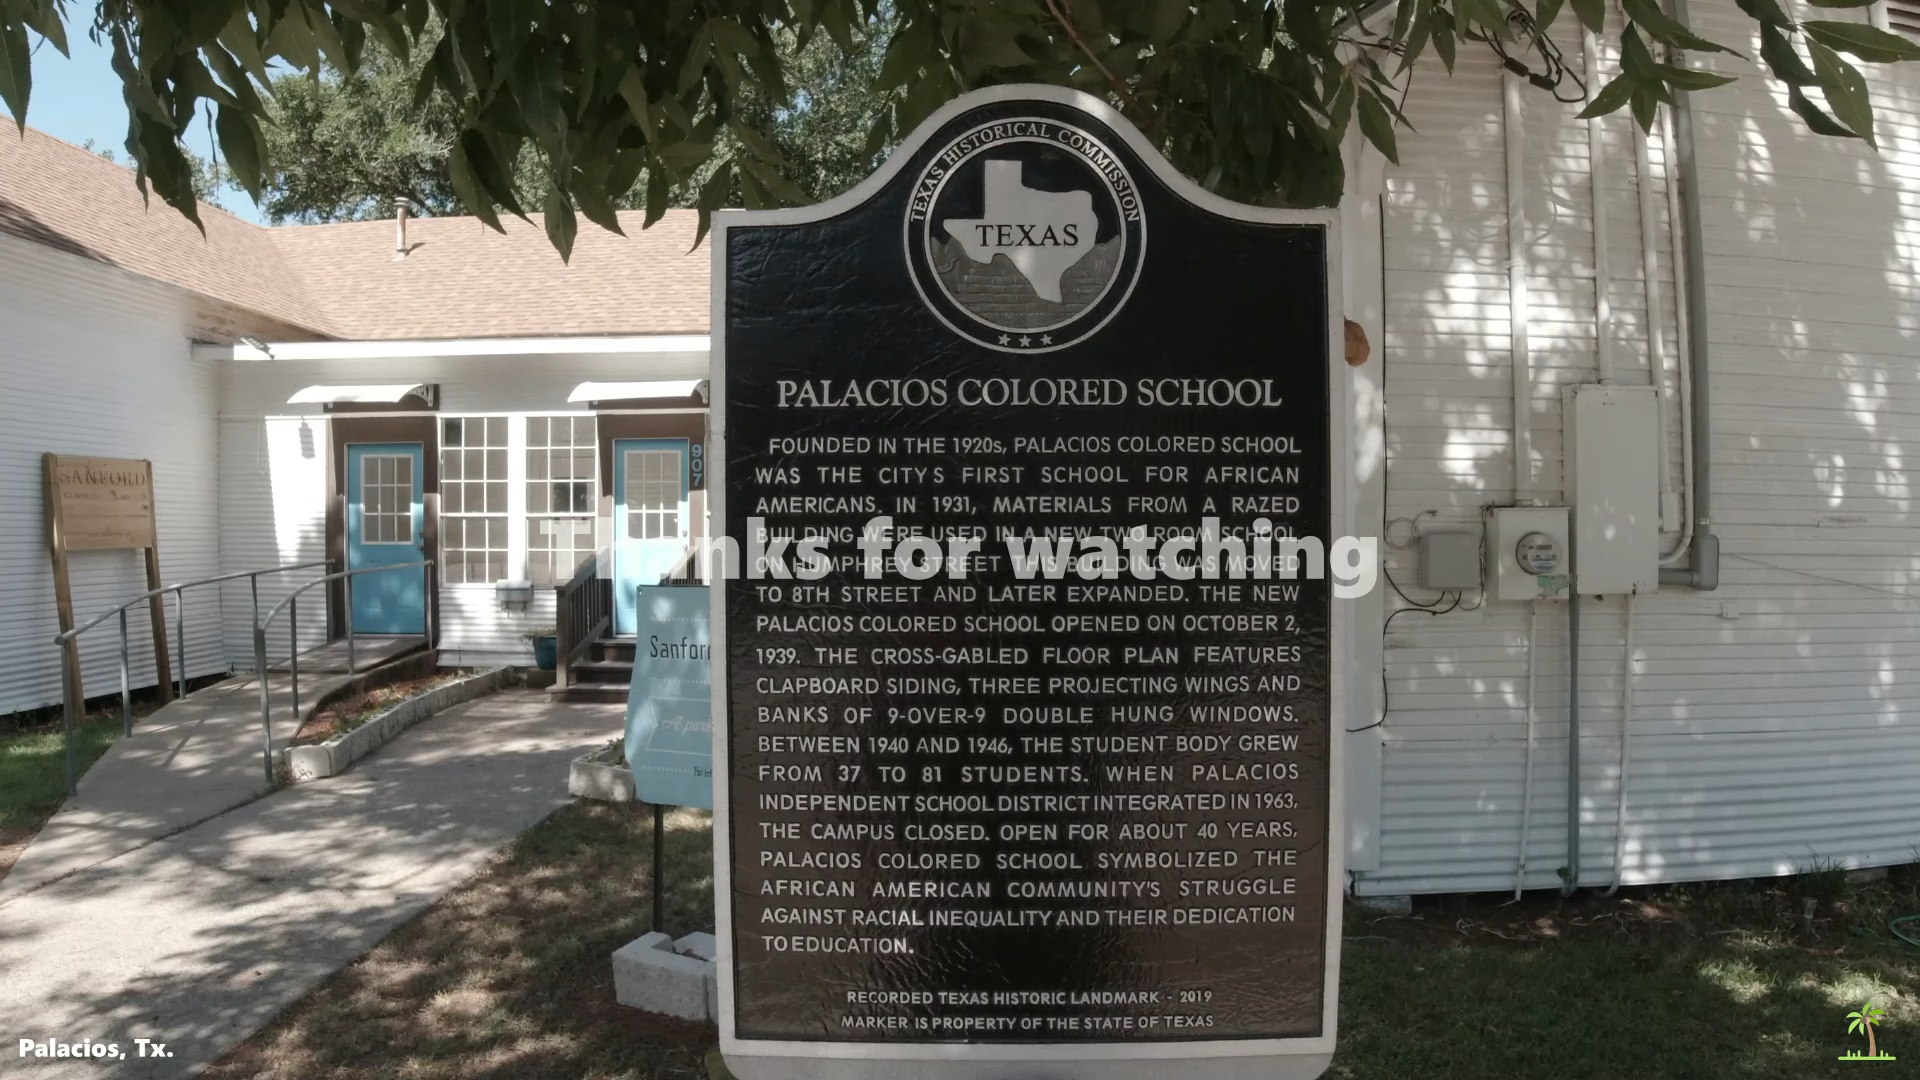 TEXAS HISTORICAL COMMISSION
TEXAS
PALACIOS COLORED SCHOOL
FOUNDED IN THE 1920s, PALACIOS COLORED SCHOOL
WAS THE CITY'S FIRST SCHOOL FOR AFRICAN
AMERICANS. IN 1931, MATERIALS FROM A RAZED
BUILDING WERE USED IN A NEW TWO-ROOM SCHOOL
ON HUMPHREY STREET THIS BUILDING WAS MOVED
TO 8TH STREET AND LATER EXPANDED. THE NEW
PALACIOS COLORED SCHOOL OPENED ON OCTOBER 2,
1939. THE CROSS-GABLED FLOOR PLAN FEATURES
CLAPBOARD SIDING, THREE PROJECTING WINGS AND
BANKS OF 9-OVER-9 DOUBLE HUNG WINDOWS.
BETWEEN 1940 AND 1946, THE STUDENT BODY GREW
FROM 37 TO 81 STUDENTS. WHEN PALACIOS
INDEPENDENT SCHOOL DISTRICT INTEGRATED IN 1963,
THE CAMPUS CLOSED. OPEN FOR ABOUT 40 YEARS,
PALACIOS COLORED SCHOOL SYMBOLIZED THE
AFRICAN AMERICAN COMMUNITY'S STRUGGLE
AGAINST RACIAL INEQUALITY AND THEIR DEDICATION
TO EDUCATION.
RECORDED TEXAS HISTORIC LANDMARK - 2019
MARKER IS PROPERTY OF THE STATE OF TEXAS
Thanks for watching
907
SANFORD
Sanford
A park
Palacios, Tx.